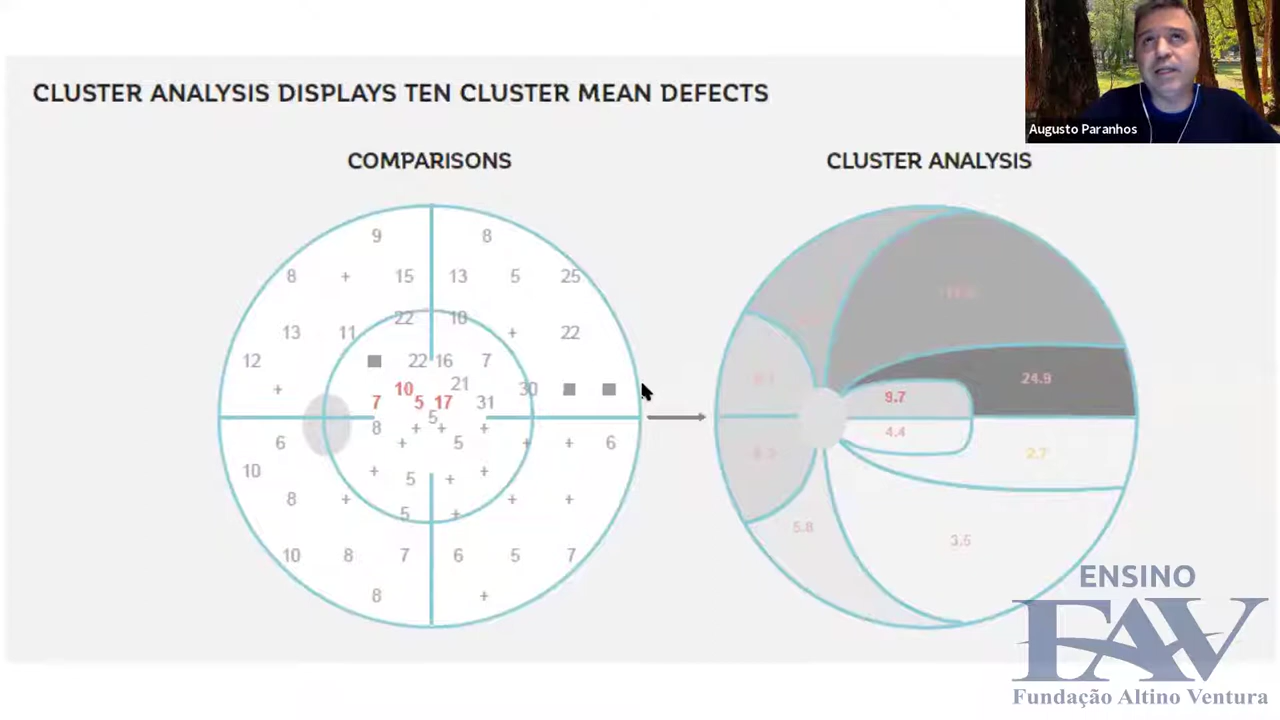 Augusto Paranhos
CLUSTER ANALYSIS DISPLAYS TEN CLUSTER MEAN DEFECTS
COMPARISONS
CLUSTER ANALYSIS
9 8
8 + 15 13 5 25
22 10
13 11 + 22
12 22 16 7
+ 10 21 30
7 5 17 31
5
8 + + +
6 + 5 + + 6
10 + 5 + +
8 + + +
5 +
10 8 7 6 5 7
8 +
24.9
9.7
4.4
2.7
5.8
3.5
ENSINO
FAV
Fundação Altino Ventura